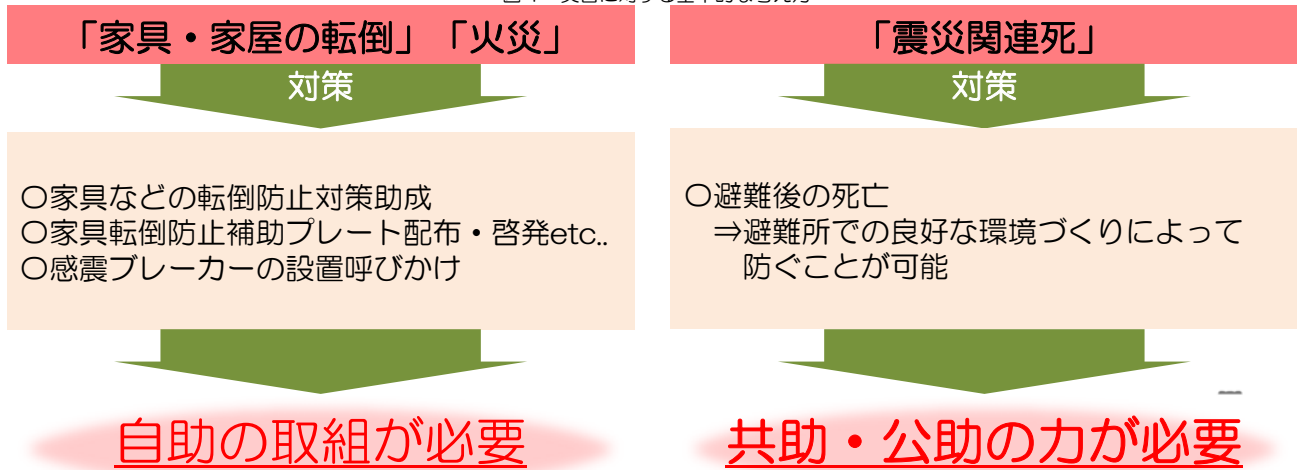 「家具・家屋の転倒」「火災」
対策
〇家具などの転倒防止対策助成
〇家具転倒防止補助プレート配布・啓発etc..
〇感震ブレーカーの設置呼びかけ
自助の取組が必要
「震災関連死」
対策
〇避難後の死亡
⇒避難所での良好な環境づくりによって
防ぐことが可能
共助・公助の力が必要